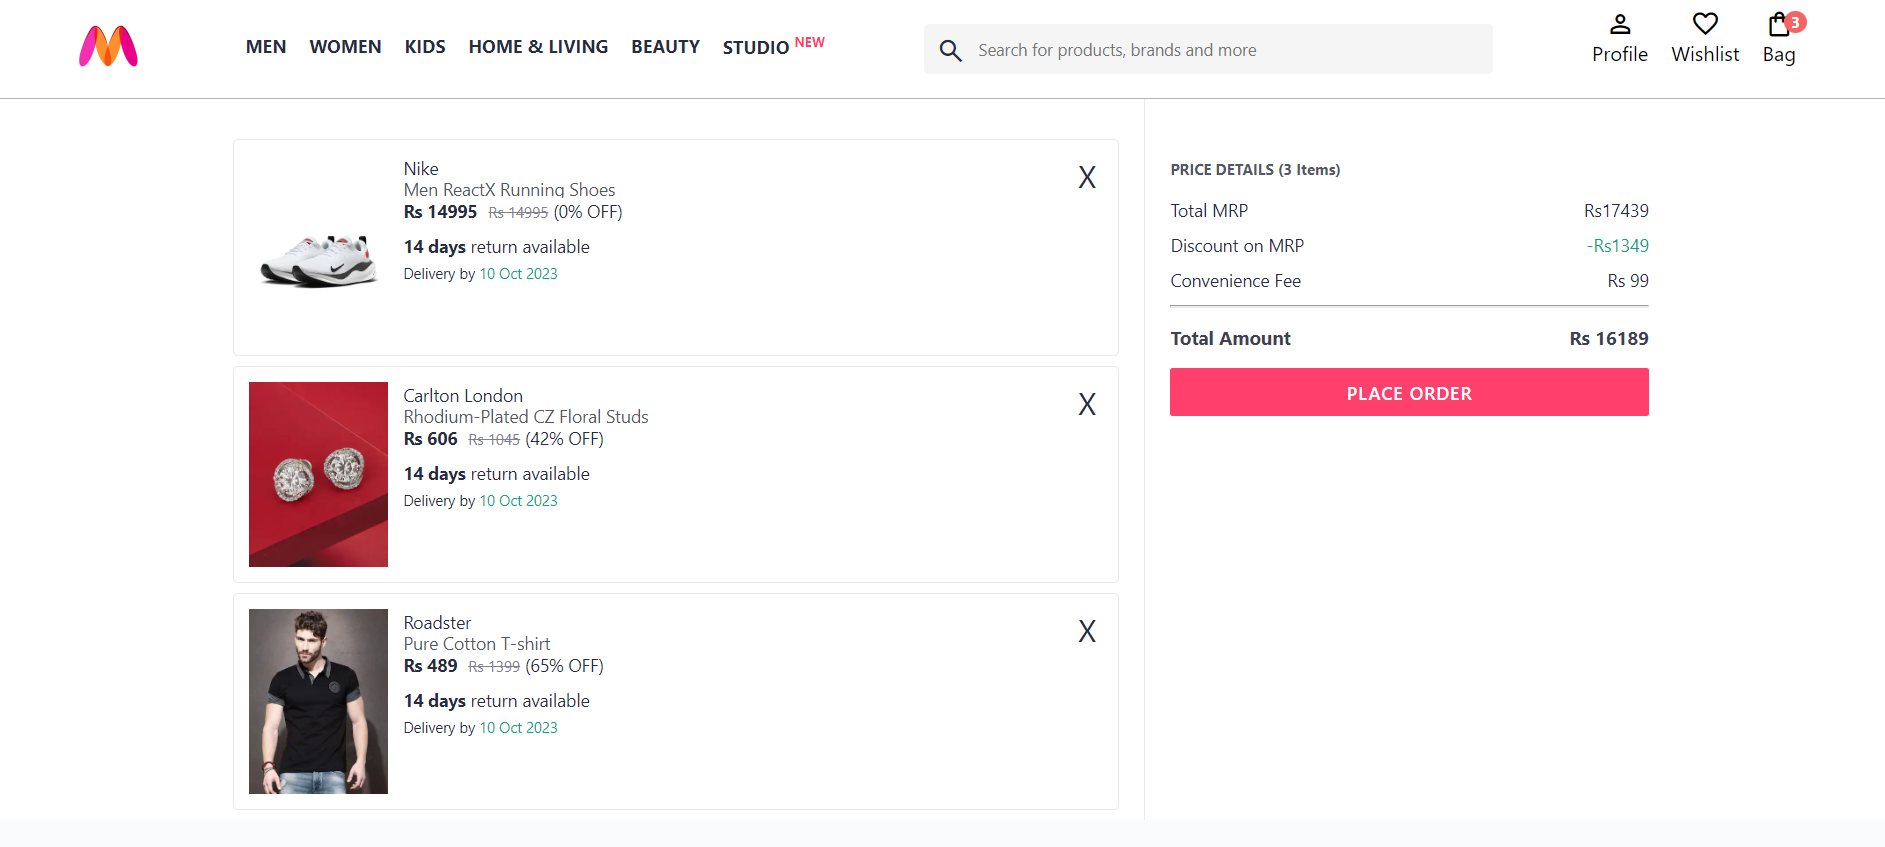 MEN WOMEN KIDS HOME & LIVING BEAUTY STUDIO NEW
Search for products, brands and more
Profile Wishlist Bag 3
Nike
Men ReactX Running Shoes
Rs 14995 Rs 14995 (0% OFF)
14 days return available
Delivery by 10 Oct 2023
X
Carlton London
Rhodium-Plated CZ Floral Studs
Rs 606 Rs 1045 (42% OFF)
14 days return available
Delivery by 10 Oct 2023
X
Roadster
Pure Cotton T-shirt
Rs 489 Rs 1399 (65% OFF)
14 days return available
Delivery by 10 Oct 2023
X
PRICE DETAILS (3 Items)
Total MRP Rs17439
Discount on MRP -Rs1349
Convenience Fee Rs 99
Total Amount Rs 16189
PLACE ORDER